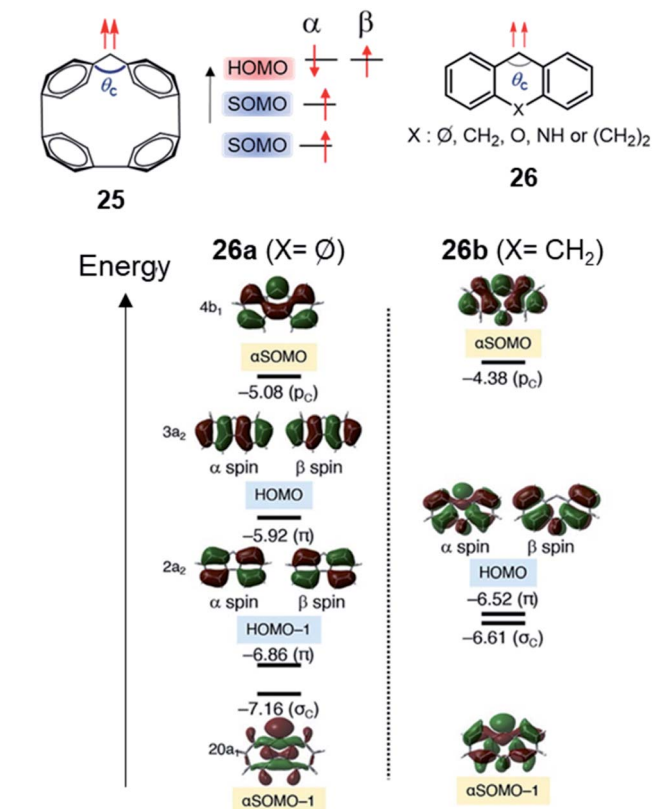 α β
HOMO
SOMO
SOMO
θc
25
θc
X
X : Ø, CH₂, O, NH or (CH₂)₂
26
Energy
26a (X= Ø)
26b (X= CH₂)
4b₁
αSOMO
−5.08 (pC)
3a₂
α spin β spin
HOMO
−5.92 (π)
2a₂
α spin β spin
HOMO−1
−6.86 (π)
−7.16 (σC)
20a₁
αSOMO−1
αSOMO
−4.38 (pC)
α spin β spin
HOMO
−6.52 (π)
−6.61 (σC)
αSOMO−1